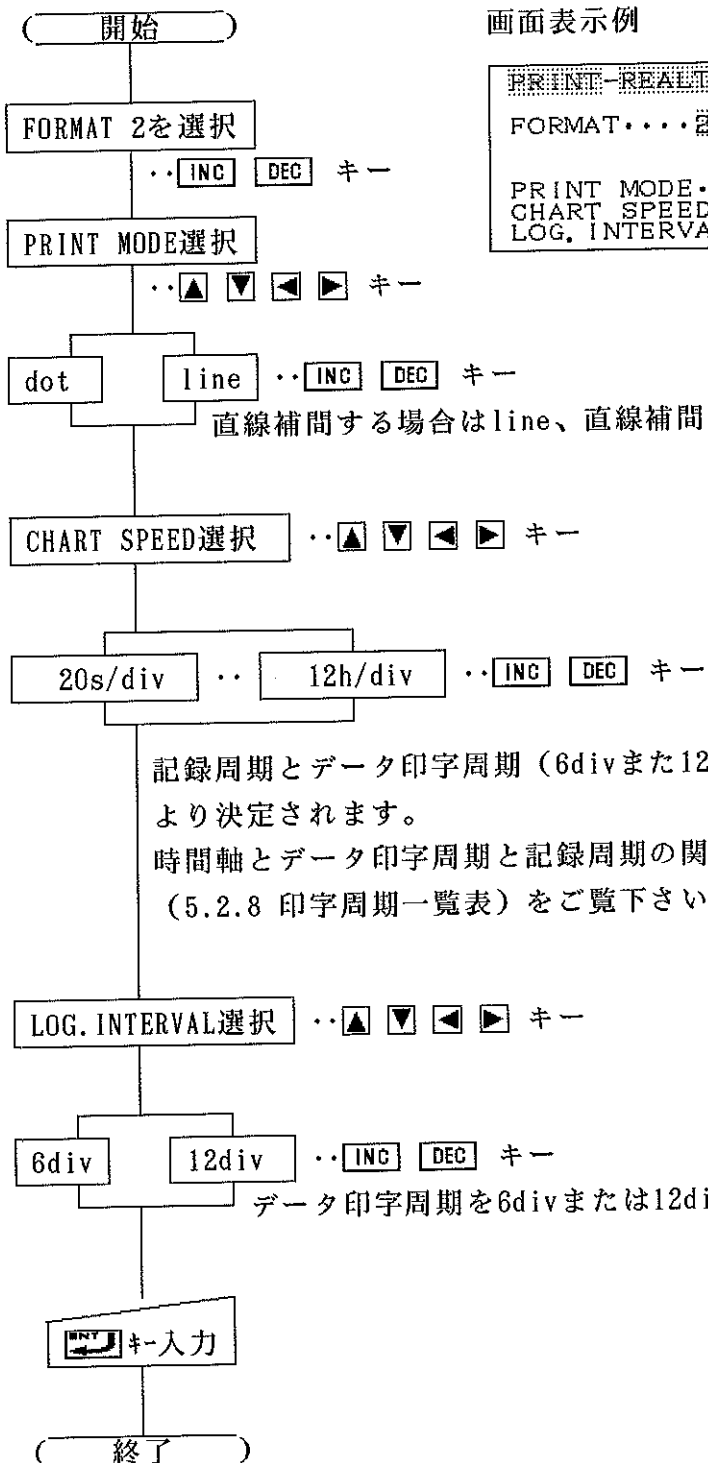 開始
画面表示例
PRINT-REALT
FORMAT････2
PRINT MODE･
CHART SPEED
LOG. INTERVA
FORMAT 2を選択
‥INC DEC キー
PRINT MODE選択
‥▲ ▼ ◀ ▶ キー
dot line ‥INC DEC キー
直線補間する場合はline、直線補間
CHART SPEED選択 ‥▲ ▼ ◀ ▶ キー
20s/div ‥ 12h/div ‥INC DEC キー
記録周期とデータ印字周期（6divまた12
より決定されます。
時間軸とデータ印字周期と記録周期の関
（5.2.8 印字周期一覧表）をご覧下さい
LOG.INTERVAL選択 ‥▲ ▼ ◀ ▶ キー
6div 12div ‥INC DEC キー
データ印字周期を6divまたは12di
ENTキー入力
終了